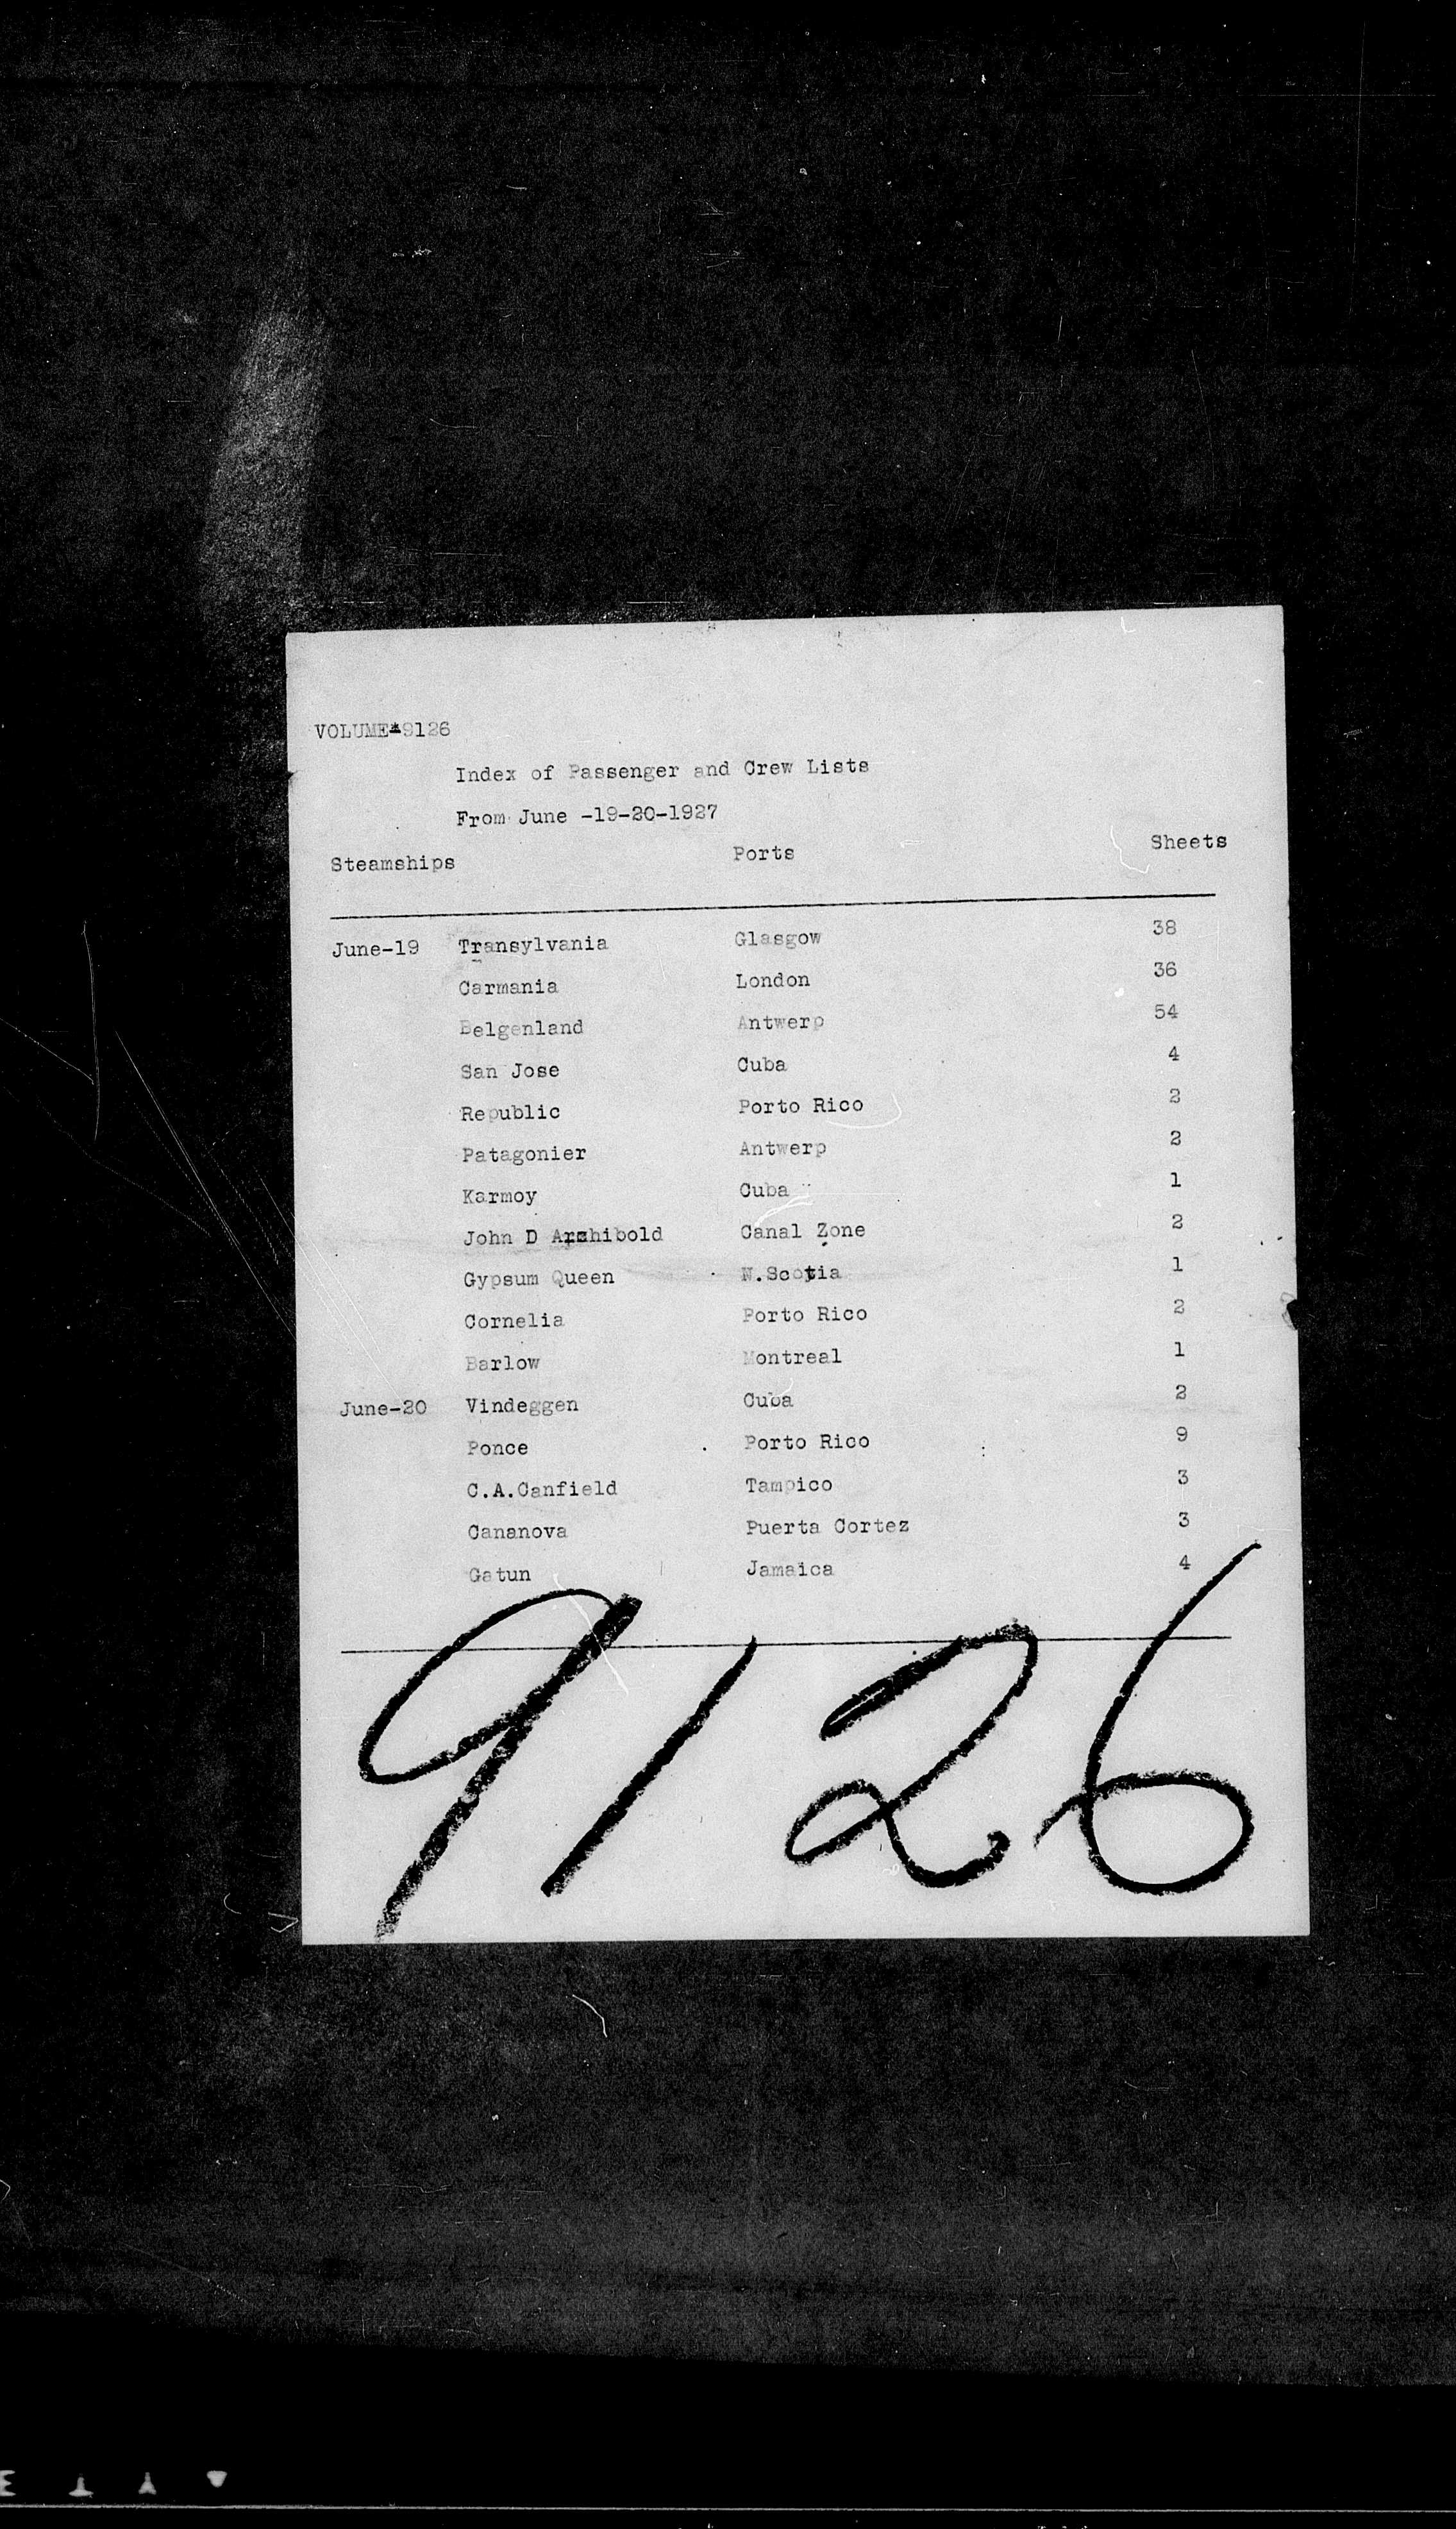 VOLUME*9126
Index of Passenger and Crew Lists
From June -19-20-1927
Steamships Ports Sheets
June-19 Transylvania Glasgow 38
Carmania London 36
Belgenland Antwerp 54
San Jose Cuba 4
Republic Porto Rico 2
Patagonier Antwerp 2
Karmoy Cuba 1
John D Archibold Canal Zone 2
Gypsum Queen N.Scotia 1
Cornelia Porto Rico 2
Barlow Montreal 1
June-20 Vindeggen Cuba 2
Ponce Porto Rico 9
C.A.Canfield Tampico 3
Cananova Puerta Cortez 3
Gatun Jamaica 4
9126